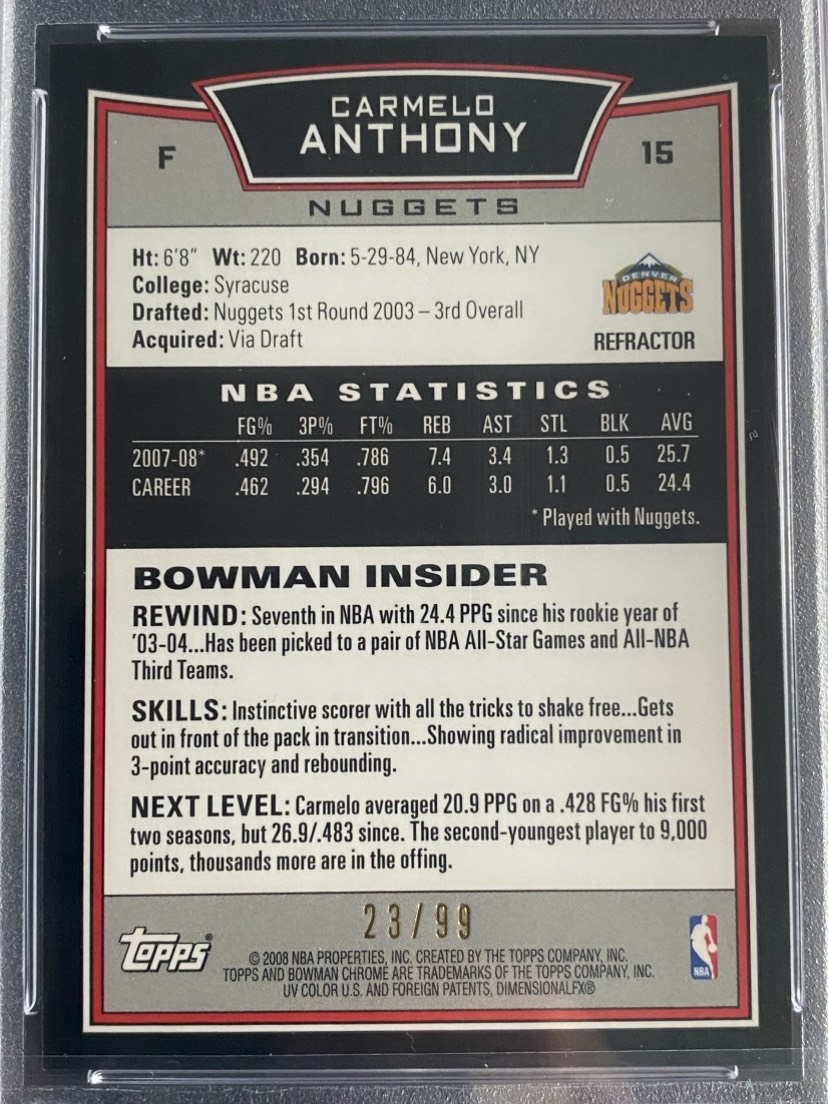 CARMELO
ANTHONY
F
15
NUGGETS
Ht: 6'8" Wt: 220 Born: 5-29-84, New York, NY
College: Syracuse
Drafted: Nuggets 1st Round 2003 – 3rd Overall
Acquired: Via Draft
DENVER
NUGGETS
REFRACTOR
NBA STATISTICS
FG% 3P% FT% REB AST STL BLK AVG
2007-08* .492 .354 .786 7.4 3.4 1.3 0.5 25.7
CAREER .462 .294 .796 6.0 3.0 1.1 0.5 24.4
* Played with Nuggets.
BOWMAN INSIDER
REWIND: Seventh in NBA with 24.4 PPG since his rookie year of
'03-04...Has been picked to a pair of NBA All-Star Games and All-NBA
Third Teams.
SKILLS: Instinctive scorer with all the tricks to shake free...Gets
out in front of the pack in transition...Showing radical improvement in
3-point accuracy and rebounding.
NEXT LEVEL: Carmelo averaged 20.9 PPG on a .428 FG% his first
two seasons, but 26.9/.483 since. The second-youngest player to 9,000
points, thousands more are in the offing.
23/99
Topps®
© 2008 NBA PROPERTIES, INC. CREATED BY THE TOPPS COMPANY, INC.
TOPPS AND BOWMAN CHROME ARE TRADEMARKS OF THE TOPPS COMPANY, INC.
UV COLOR U.S. AND FOREIGN PATENTS, DIMENSIONALFX®
NBA